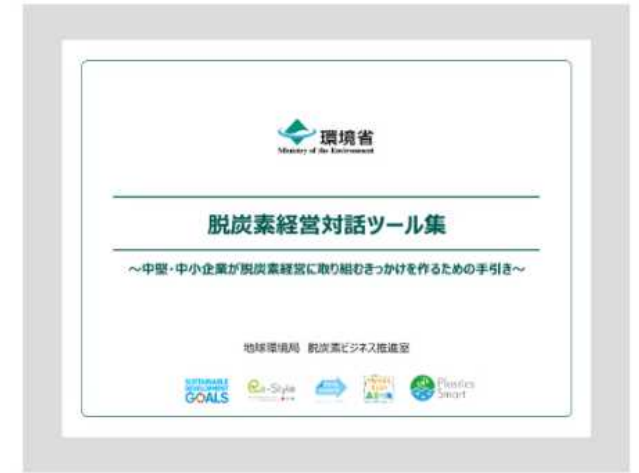 環境省
Ministry of the Environment
脱炭素経営対話ツール集
~中堅・中小企業が脱炭素経営に取り組むきっかけを作るための手引き~
地球環境局 脱炭素ビジネス推進室
SUSTAINABLE
DEVELOPMENT
GOALS
Re-Style
Plastics
Smart